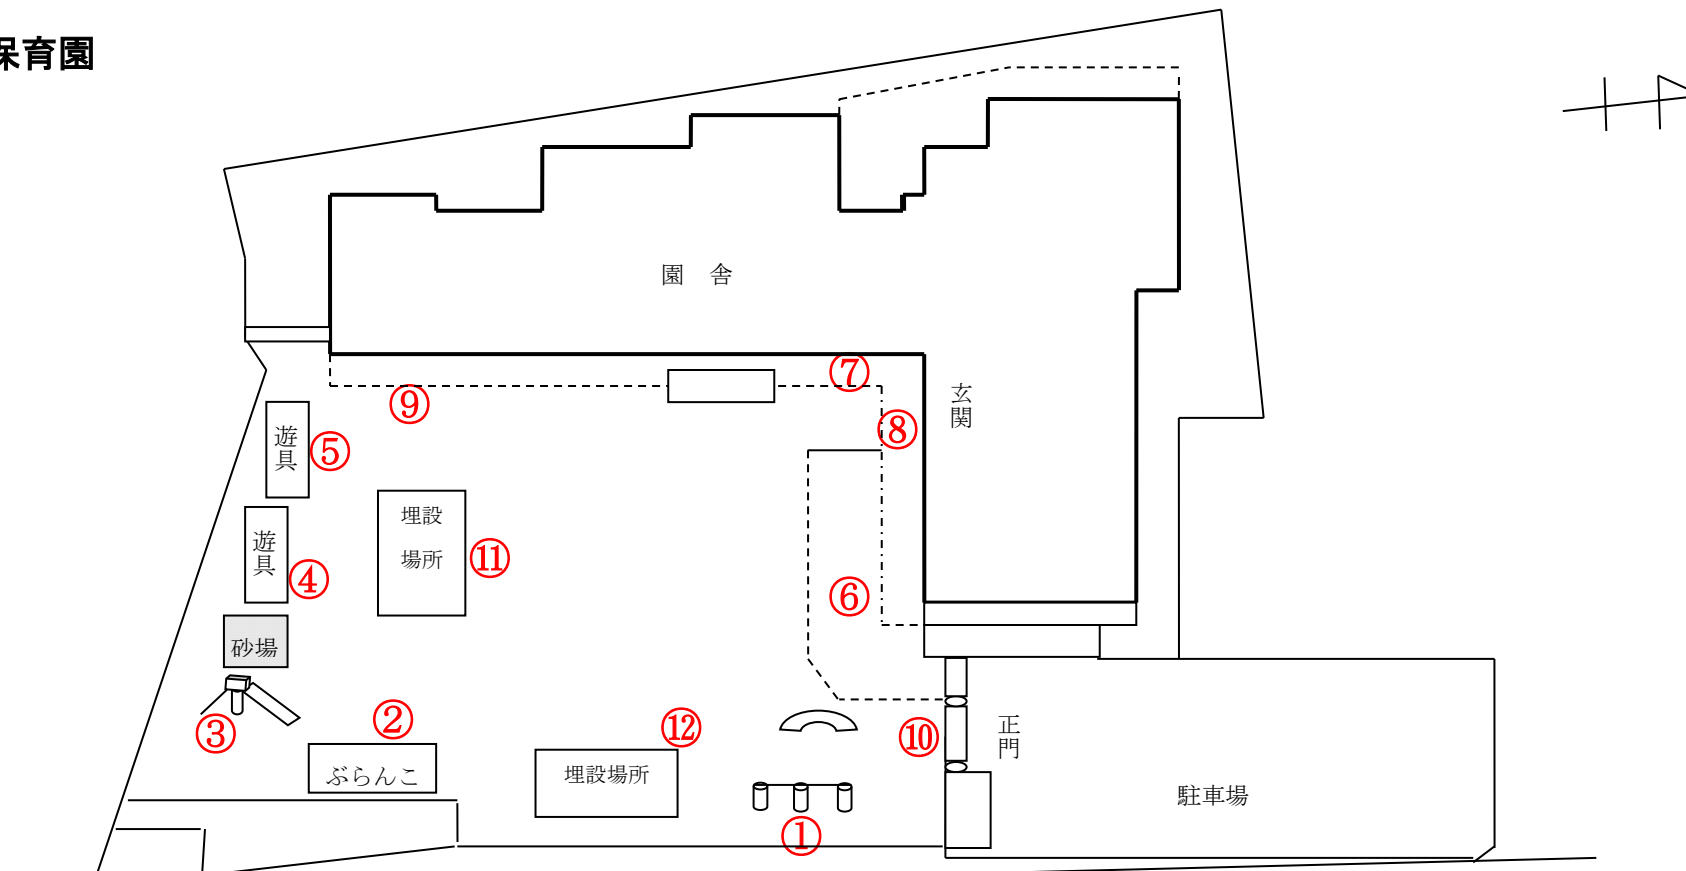 保育園
園 舎
⑦
玄関
⑨
⑧
⑤
遊具
埋設
場所
⑪
遊具
④
⑥
砂場
③
②
⑫
⑩
正門
ぶらんこ
埋設場所
駐車場
①